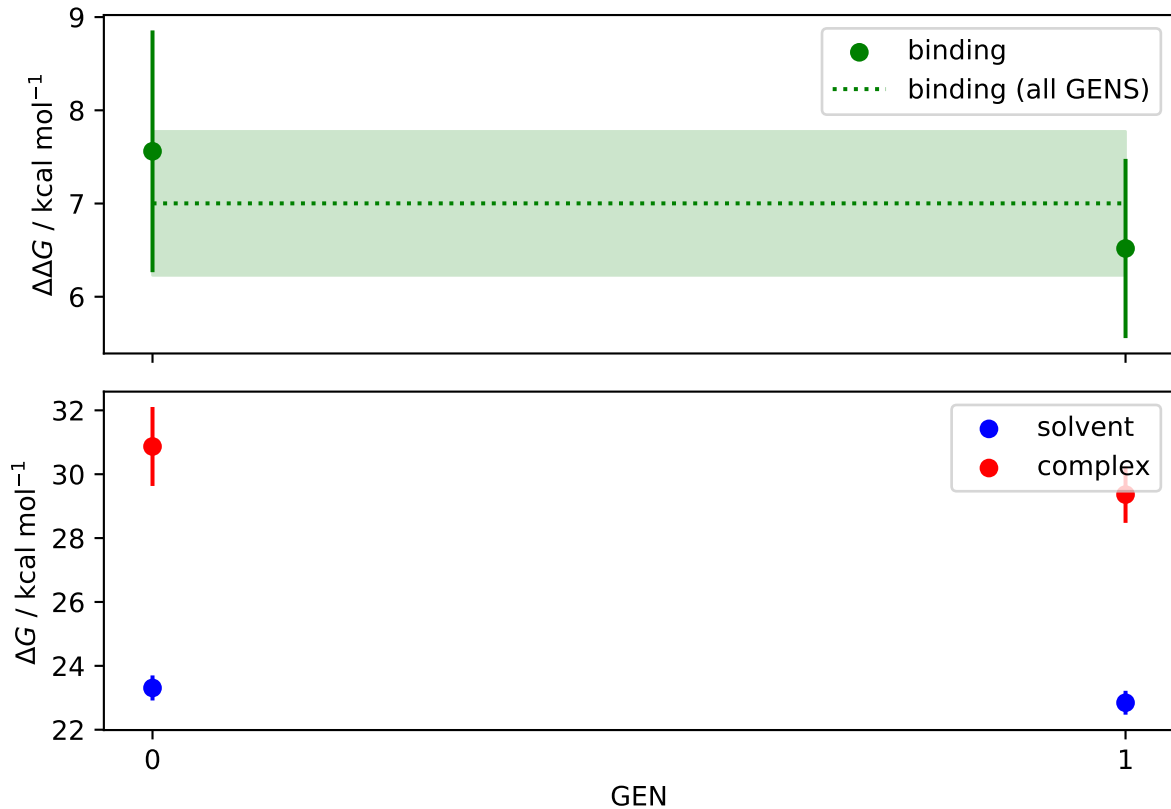 9
8
7
6
ΔΔG / kcal mol⁻¹
binding
binding (all GENS)
32
30
28
26
24
22
ΔG / kcal mol⁻¹
solvent
complex
0
1
GEN